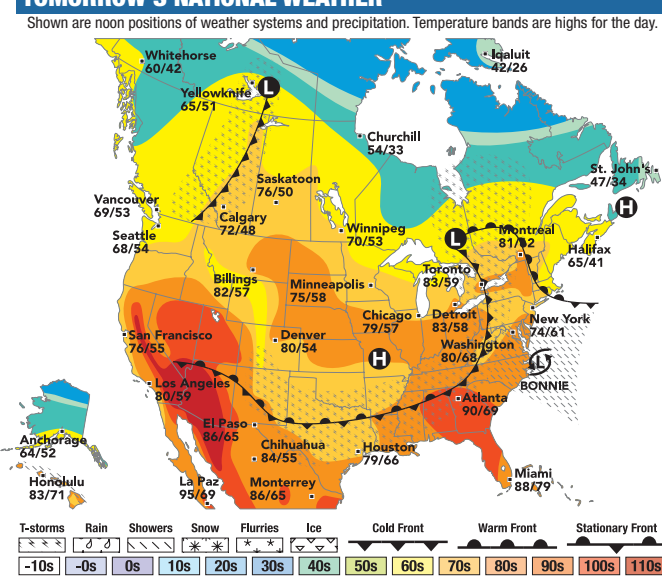 TOMORROW'S NATIONAL WEATHER
Shown are noon positions of weather systems and precipitation. Temperature bands are highs for the day.
Whitehorse
60/42
Iqaluit
42/26
Yellowknife
65/51
L
Churchill
54/33
St. John's
47/34
Saskatoon
76/50
Vancouver
69/53
H
Calgary
72/48
Winnipeg
70/53
Seattle
68/54
L
Montreal
Halifax
65/41
Toronto
83/59
Billings
82/57
Minneapolis
75/58
Chicago
79/57
Detroit
83/58
New York
74/61
San Francisco
76/55
Denver
80/54
Washington
80/68
H
L
BONNIE
Los Angeles
80/59
Atlanta
90/69
El Paso
86/65
Chihuahua
84/55
Houston
79/66
Anchorage
64/52
Honolulu
83/71
La Paz
95/69
Monterrey
86/65
Miami
88/79
T-storms Rain Showers Snow Flurries Ice Cold Front Warm Front Stationary Front
-10s -0s 0s 10s 20s 30s 40s 50s 60s 70s 80s 90s 100s 110s